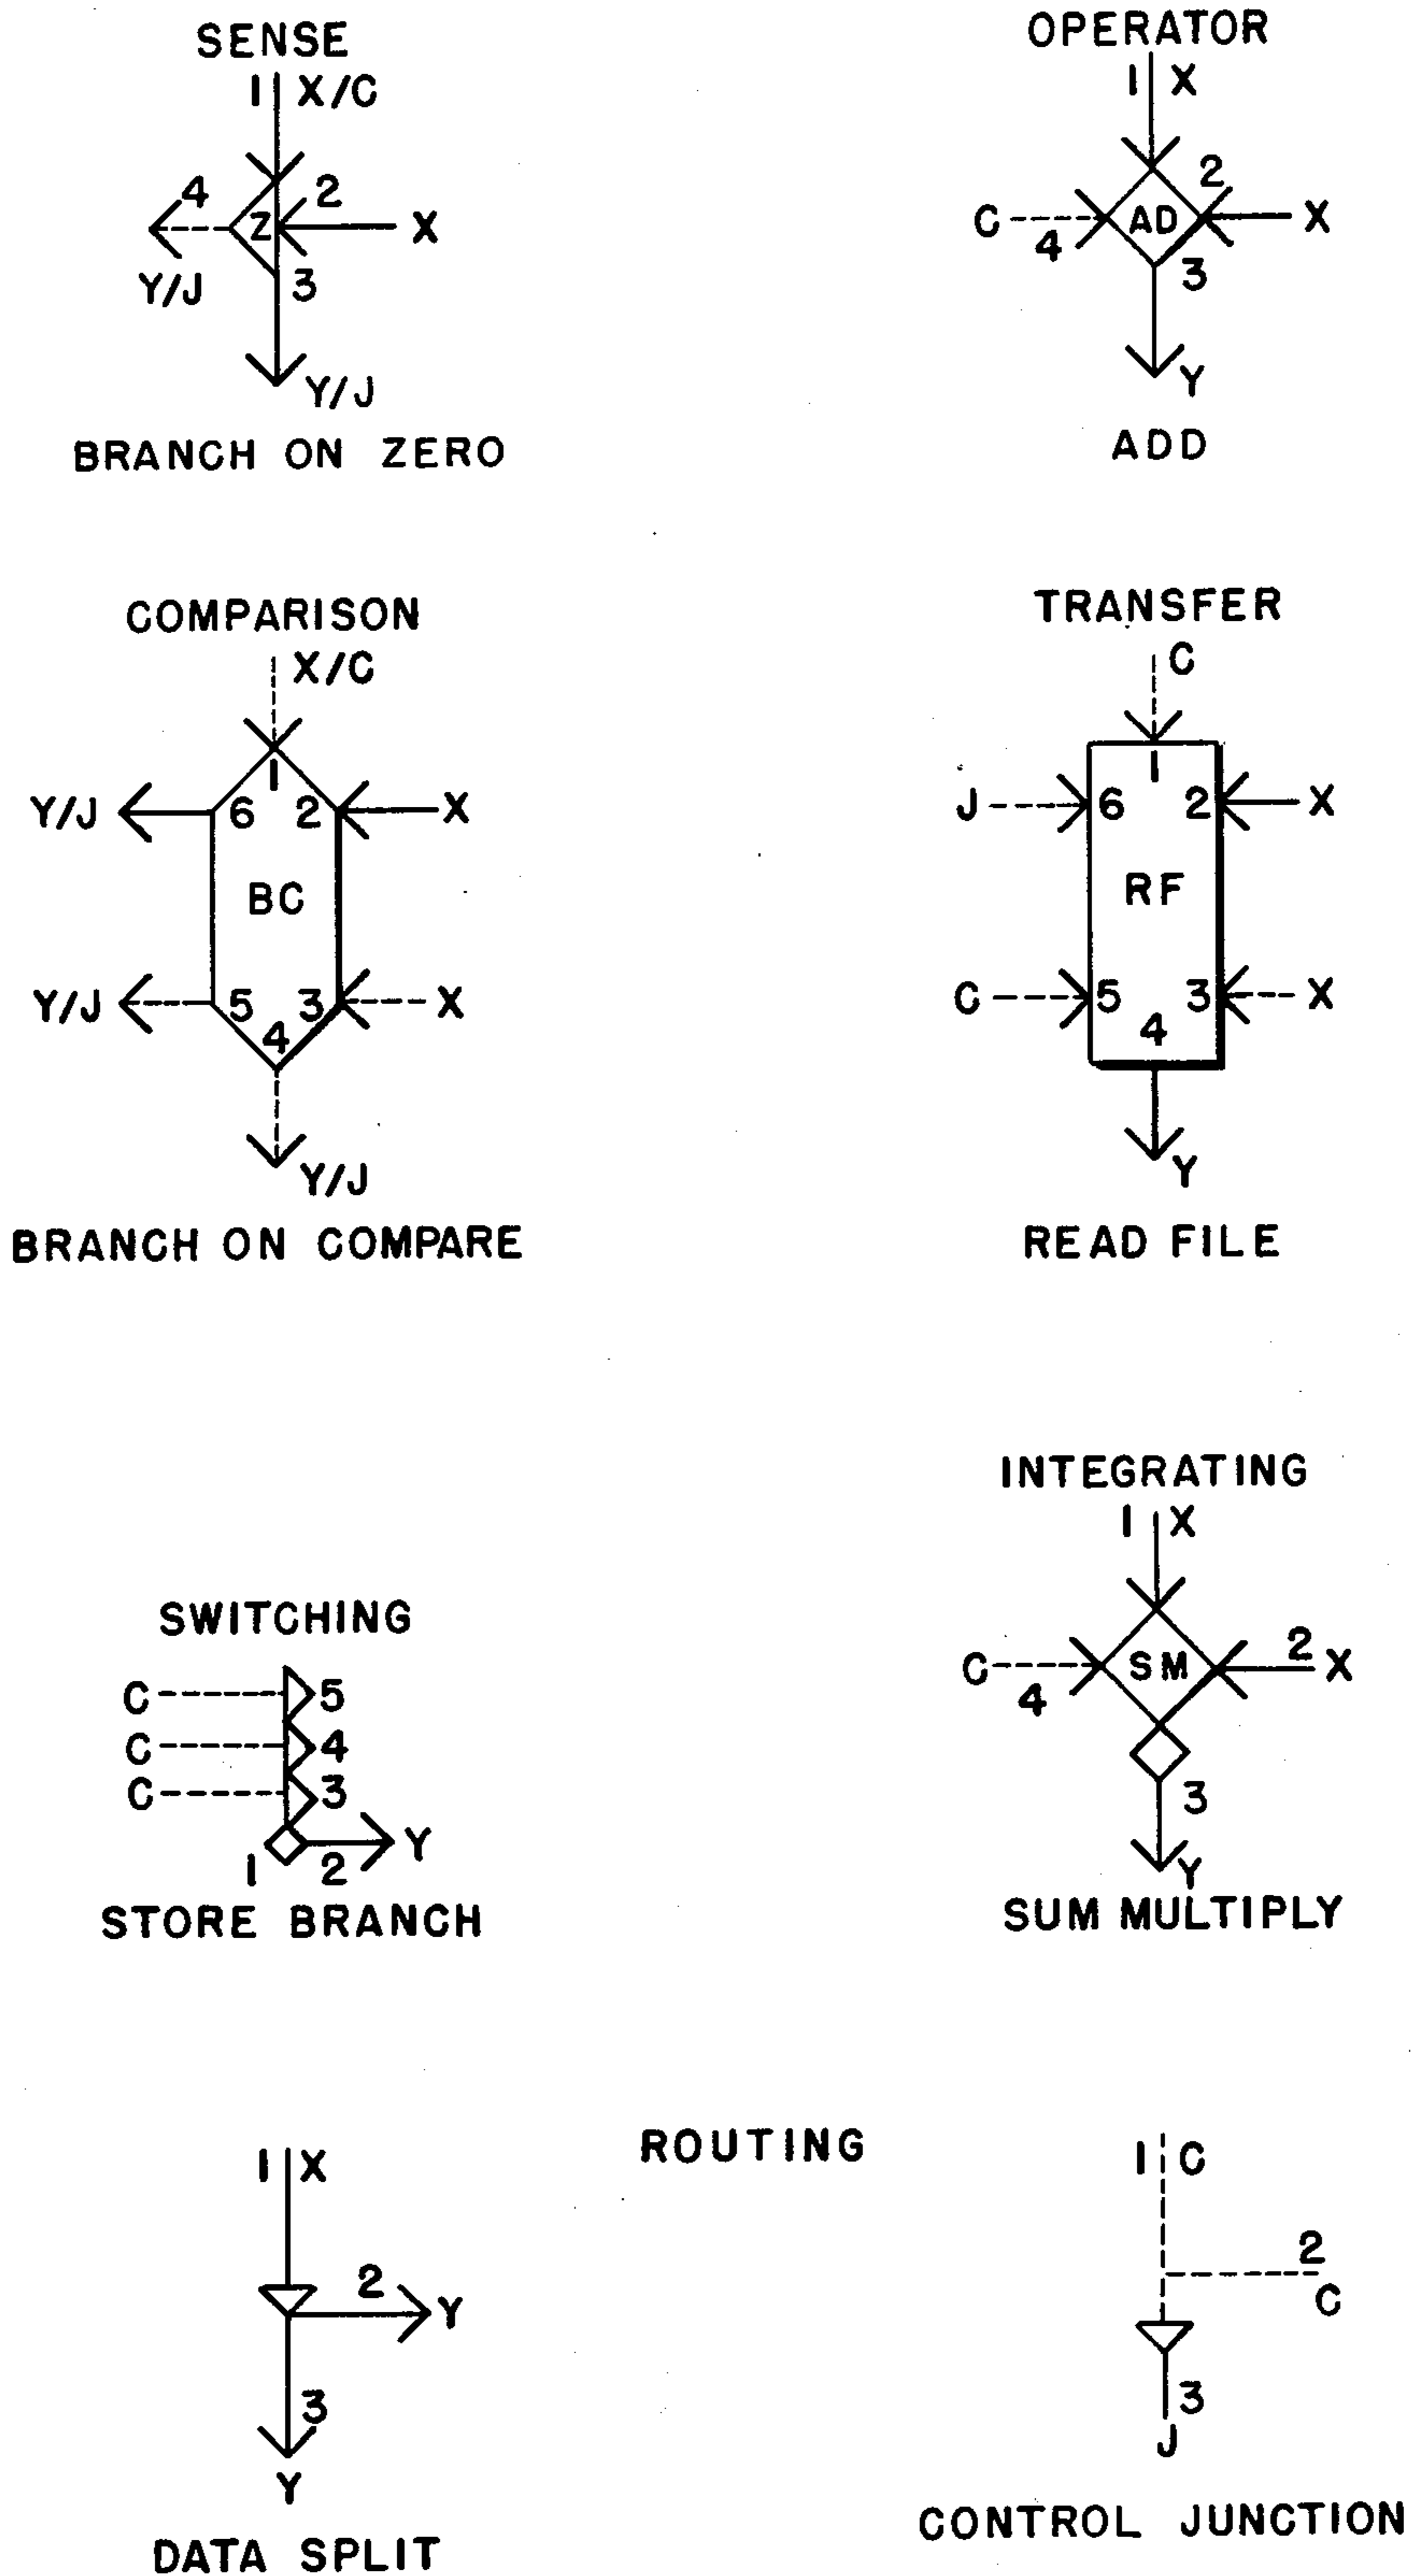 SENSE
1 X/C
4 2
Z X
Y/J 3
Y/J
BRANCH ON ZERO
OPERATOR
1 X
2
C AD X
4 3
Y
ADD
COMPARISON
X/C
1
Y/J 6 2 X
BC
Y/J 5 3 X
4
Y/J
BRANCH ON COMPARE
TRANSFER
C
1
J 6 2 X
RF
C 5 3 X
4
Y
READ FILE
SWITCHING
C 5
C 4
C 3
Y
1 2
STORE BRANCH
INTEGRATING
1 X
2
C SM X
4
3
Y
SUM MULTIPLY
ROUTING
1 X
2
Y
3
Y
DATA SPLIT
1 C
2
C
3
J
CONTROL JUNCTION